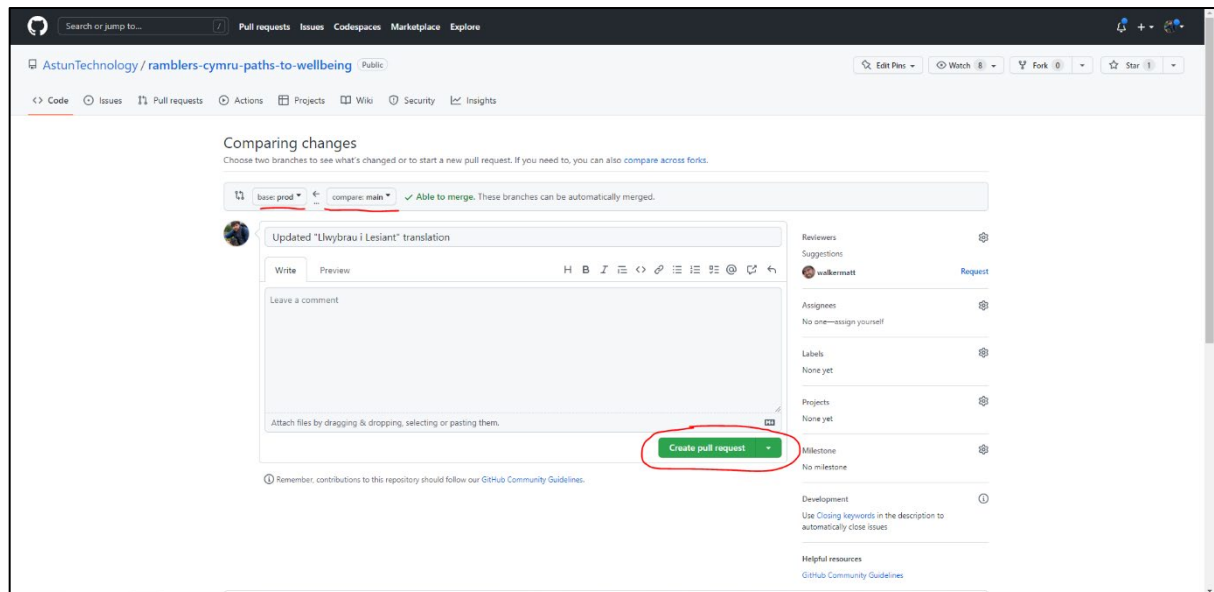 Search or jump to... / Pull requests Issues Codespaces Marketplace Explore
AstunTechnology / ramblers-cymru-paths-to-wellbeing Public
Edit Pins Watch 8 Fork 0 Star 1
<> Code Issues Pull requests Actions Projects Wiki Security Insights
Comparing changes
Choose two branches to see what's changed or to start a new pull request. If you need to, you can also compare across forks.
base: prod compare: main ✓ Able to merge. These branches can be automatically merged.
Updated "Llwybrau i Lesiant" translation
Write Preview
Leave a comment
Attach files by dragging & dropping, selecting or pasting them.
Create pull request
Remember, contributions to this repository should follow our GitHub Community Guidelines.
Reviewers
Suggestions
walkermatt Request
Assignees
No one—assign yourself
Labels
None yet
Projects
None yet
Milestone
No milestone
Development
Use Closing keywords in the description to
automatically close issues
Helpful resources
GitHub Community Guidelines